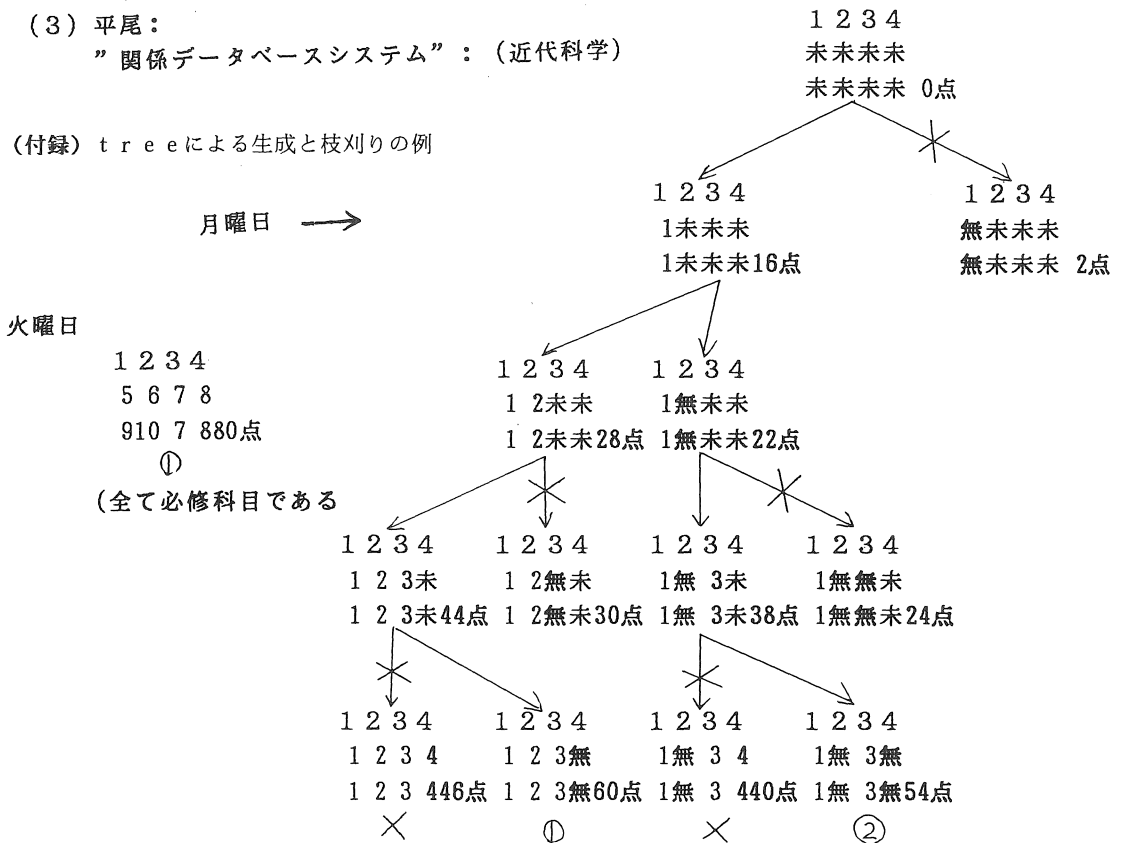 (3) 平尾：
”関係データベースシステム”：(近代科学)
(付録) treeによる生成と枝刈りの例
1 2 3 4
未未未未
未未未未 0点
月曜日
1 2 3 4
1未未未
1未未未16点
1 2 3 4
無未未未
無未未未 2点
火曜日
1 2 3 4
5 6 7 8
910 7 880点
①
(全て必修科目である
1 2 3 4
1 2未未
1 2未未28点
1 2 3 4
1無未未
1無未未22点
1 2 3 4
1 2 3未
1 2 3未44点
1 2 3 4
1 2無未
1 2無未30点
1 2 3 4
1無 3未
1無 3未38点
1 2 3 4
1無無未
1無無未24点
1 2 3 4
1 2 3 4
1 2 3 446点
×
1 2 3 4
1 2 3無
1 2 3無60点
①
1 2 3 4
1無 3 4
1無 3 440点
×
1 2 3 4
1無 3無
1無 3無54点
②